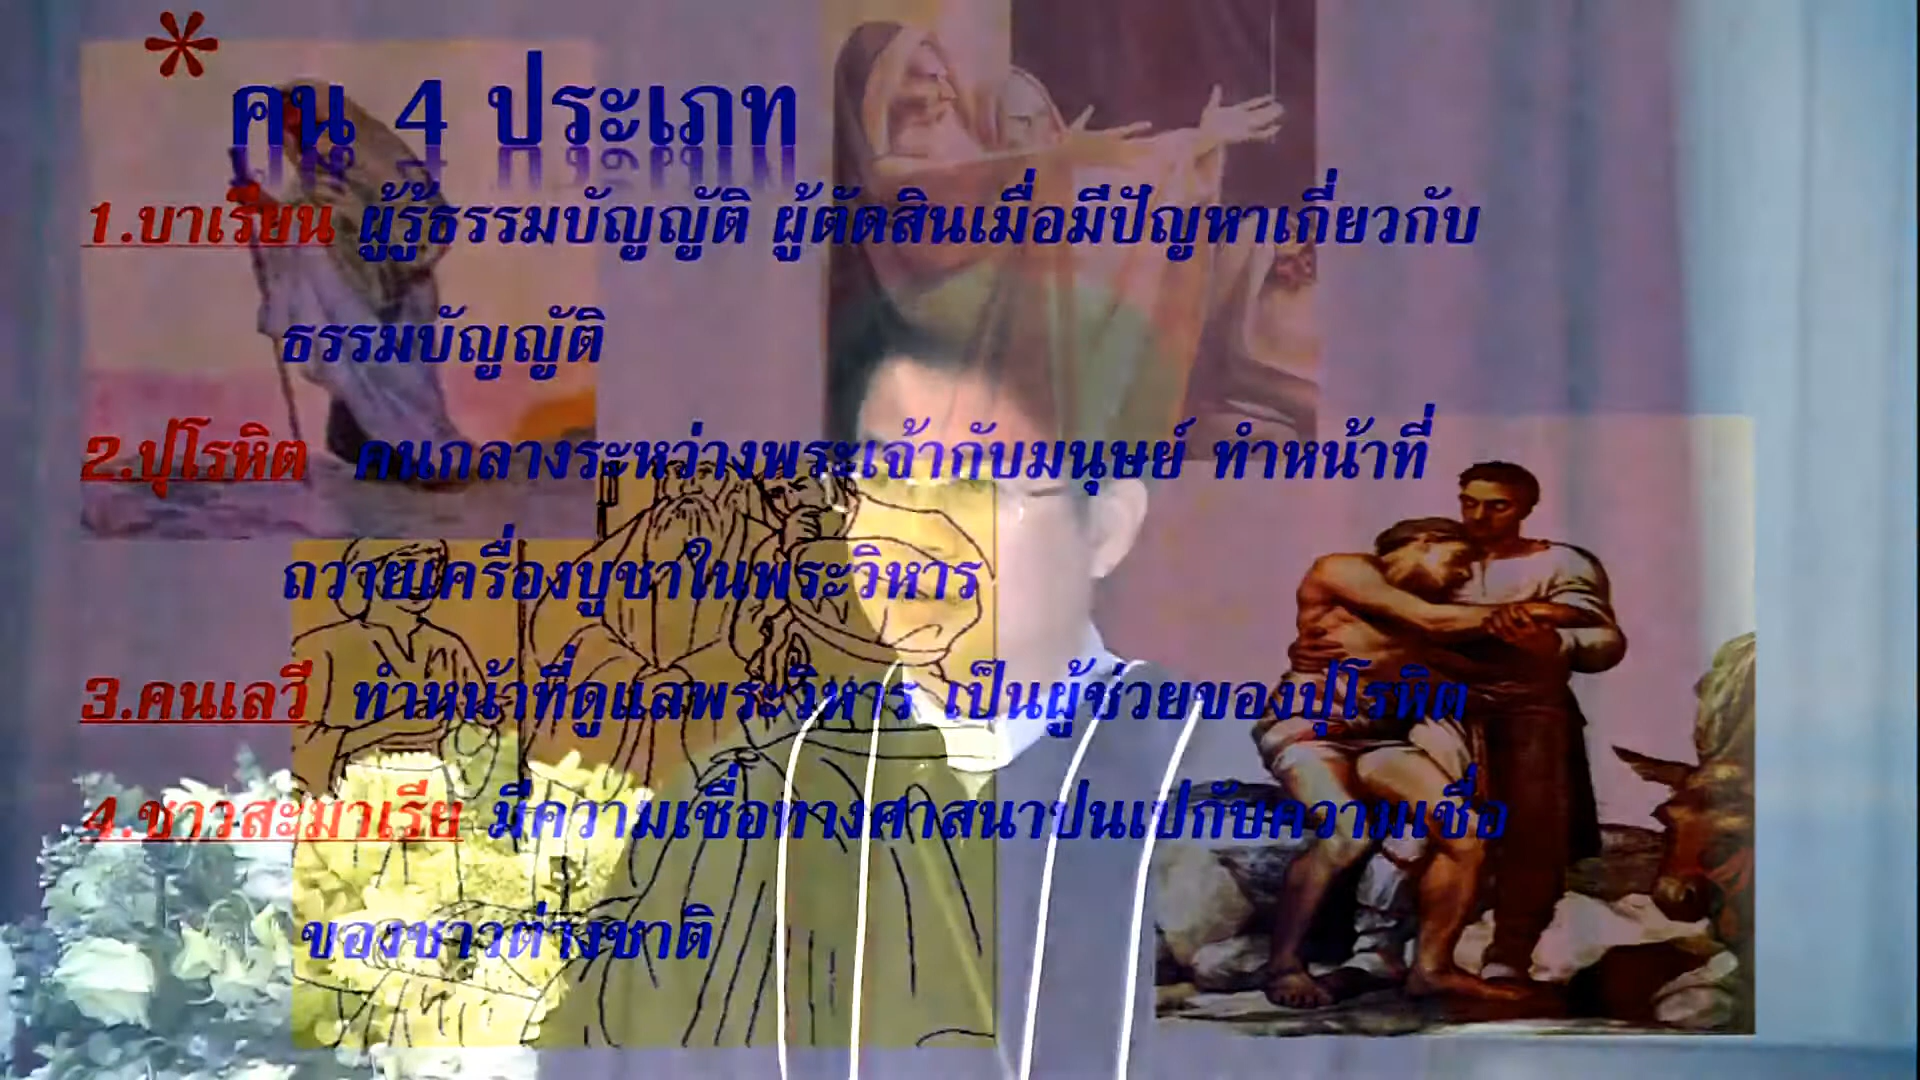 * คน 4 ประเภท
1.บาเรียน ผู้รู้ธรรมบัญญัติ ผู้ตัดสินเมื่อมีปัญหาเกี่ยวกับ
ธรรมบัญญัติ
2.ปุโรหิต คนกลางระหว่างพระเจ้ากับมนุษย์ ทำหน้าที่
ถวายเครื่องบูชาในพระวิหาร
3.คนเลวี ทำหน้าที่ดูแลพระวิหาร เป็นผู้ช่วยของปุโรหิต
4.ชาวสะมาเรีย มีความเชื่อทางศาสนาปนเปกับความเชื่อ
ของชาวต่างชาติ